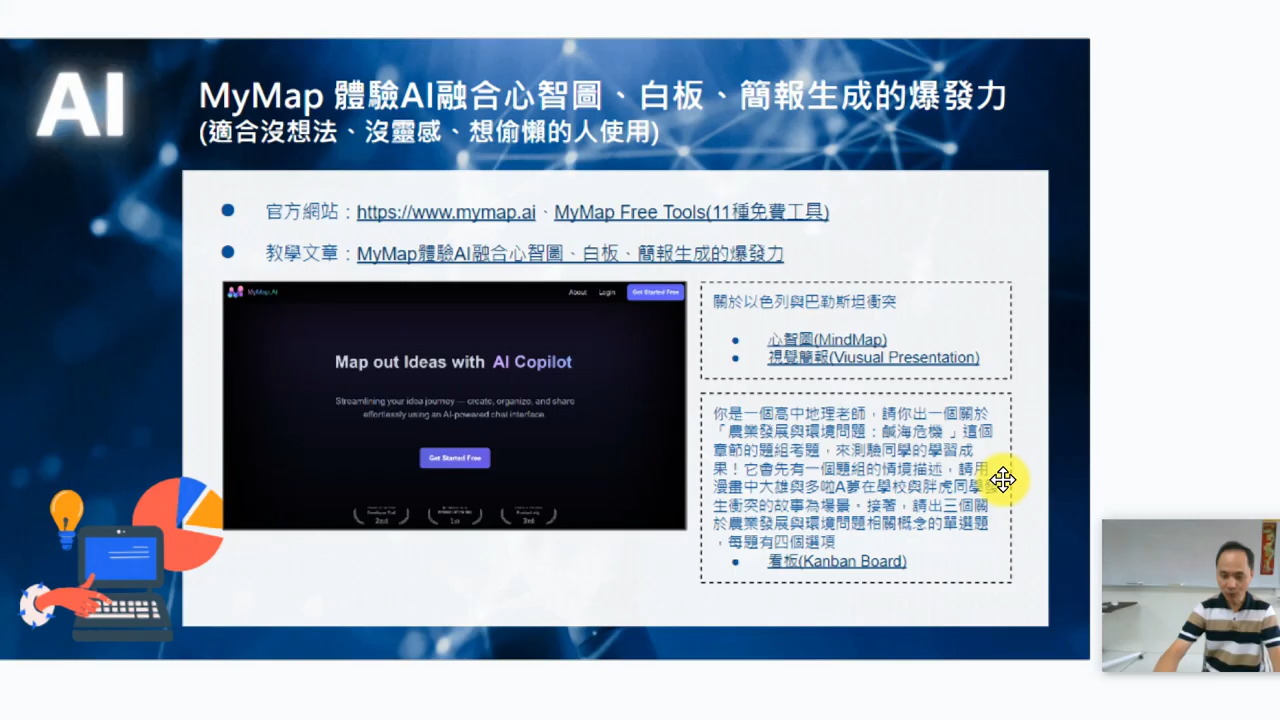 AI
MyMap 體驗AI融合心智圖、白板、簡報生成的爆發力
(適合沒想法、沒靈感、想偷懶的人使用)
官方網站：https://www.mymap.ai、MyMap Free Tools(11種免費工具)
教學文章：MyMap體驗AI融合心智圖、白板、簡報生成的爆發力
MyMap.AI
About Login Get Started Free
Map out Ideas with AI Copilot
Streamlining your idea journey — create, organize, and share
effortlessly using an AI-powered chat interface.
Get Started Free
2nd 1st 3rd
關於以色列與巴勒斯坦衝突
心智圖(MindMap)
視覺簡報(Viusual Presentation)
你是一個高中地理老師，請你出一個關於
「農業發展與環境問題：鹹海危機」這個
章節的題組考題，來測驗同學的學習成
果！它會先有一個題組的情境描述，請用
漫畫中大雄與多啦A夢在學校與胖虎同學發
生衝突的故事為場景。接著，請出三個關
於農業發展與環境問題相關概念的單選題
，每題有四個選項
看板(Kanban Board)